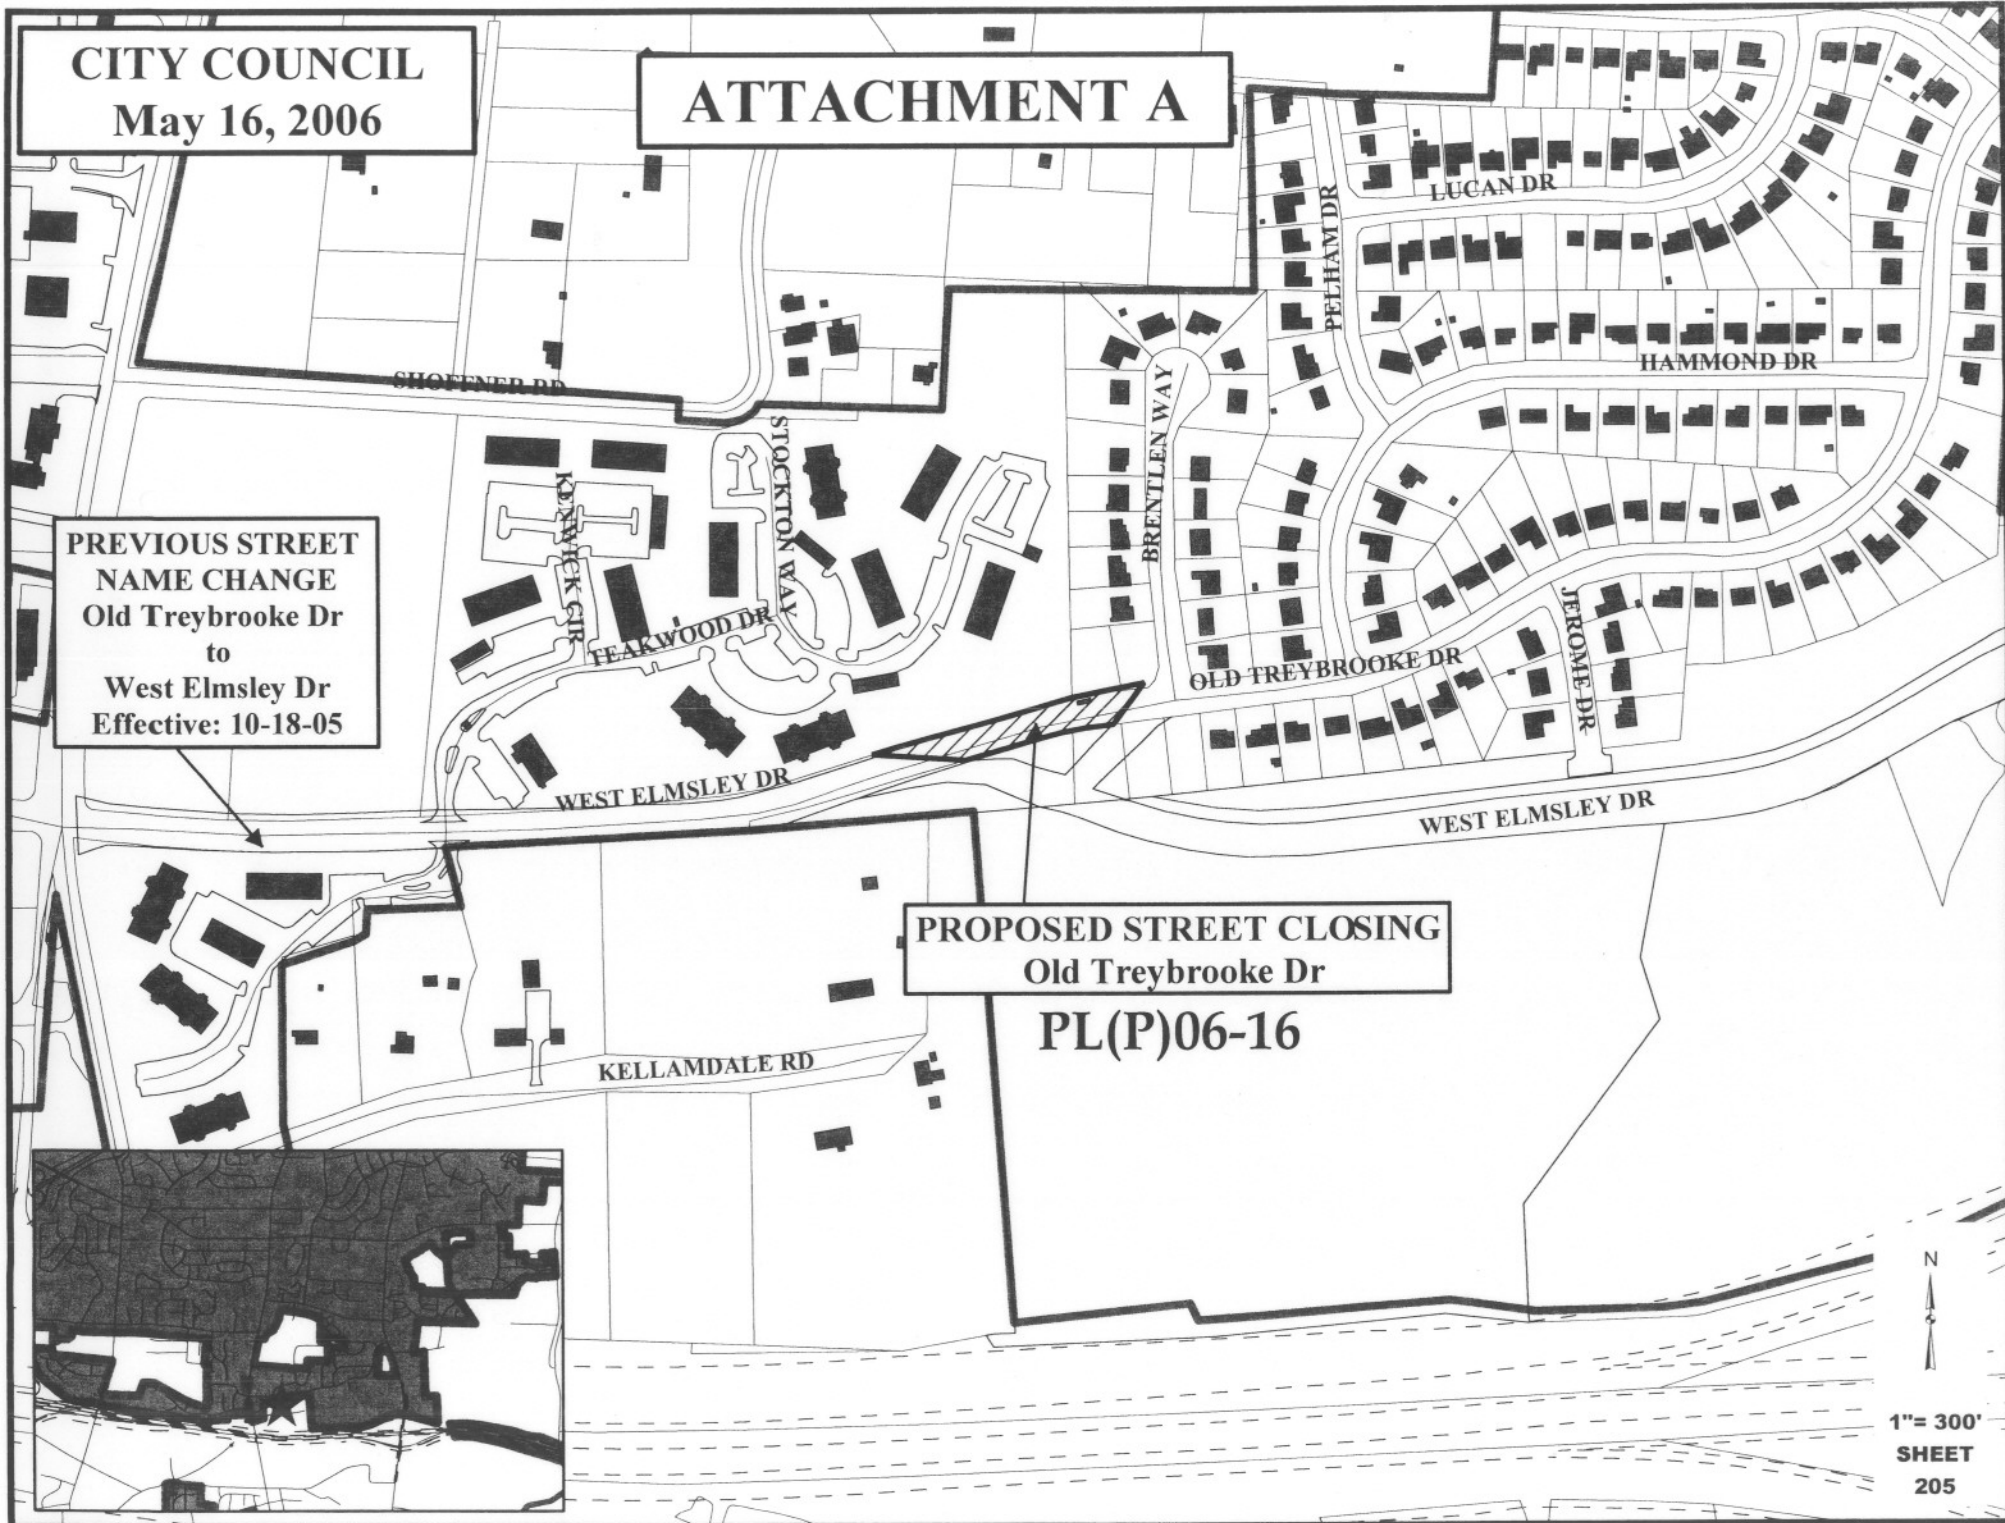 CITY COUNCIL
May 16, 2006
ATTACHMENT A
LUCAN DR
PELHAM DR
HAMMOND DR
SHOFFNER RD
STOCKTON WAY
BRENTLEN WAY
KENWICK CIR
PREVIOUS STREET
NAME CHANGE
Old Treybrooke Dr
to
West Elmsley Dr
Effective: 10-18-05
TEAKWOOD DR
JEROME DR
OLD TREYBROOKE DR
WEST ELMSLEY DR
WEST ELMSLEY DR
PROPOSED STREET CLOSING
Old Treybrooke Dr
PL(P)06-16
KELLAMDALE RD
N
1"= 300'
SHEET
205